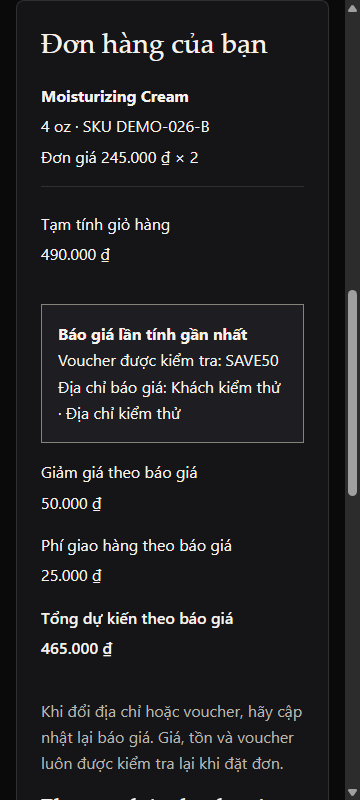 Đơn hàng của bạn
Moisturizing Cream
4 oz · SKU DEMO-026-B
Đơn giá 245.000 ₫ × 2
Tạm tính giỏ hàng
490.000 ₫
Báo giá lần tính gần nhất
Voucher được kiểm tra: SAVE50
Địa chỉ báo giá: Khách kiểm thử
· Địa chỉ kiểm thử
Giảm giá theo báo giá
50.000 ₫
Phí giao hàng theo báo giá
25.000 ₫
Tổng dự kiến theo báo giá
465.000 ₫
Khi đổi địa chỉ hoặc voucher, hãy cập
nhật lại báo giá. Giá, tồn và voucher
luôn được kiểm tra lại khi đặt đơn.